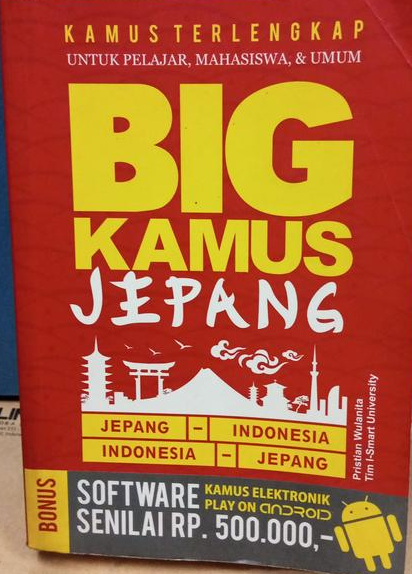 KAMUS TERLENGKAP
UNTUK PELAJAR, MAHASISWA, & UMUM
BIG
KAMUS
JEPANG
JEPANG - INDONESIA
INDONESIA - JEPANG
Pristian Wulanita
Tim I-Smart University
BONUS
SOFTWARE KAMUS ELEKTRONIK
PLAY ON ANDROID
SENILAI RP. 500.000,-